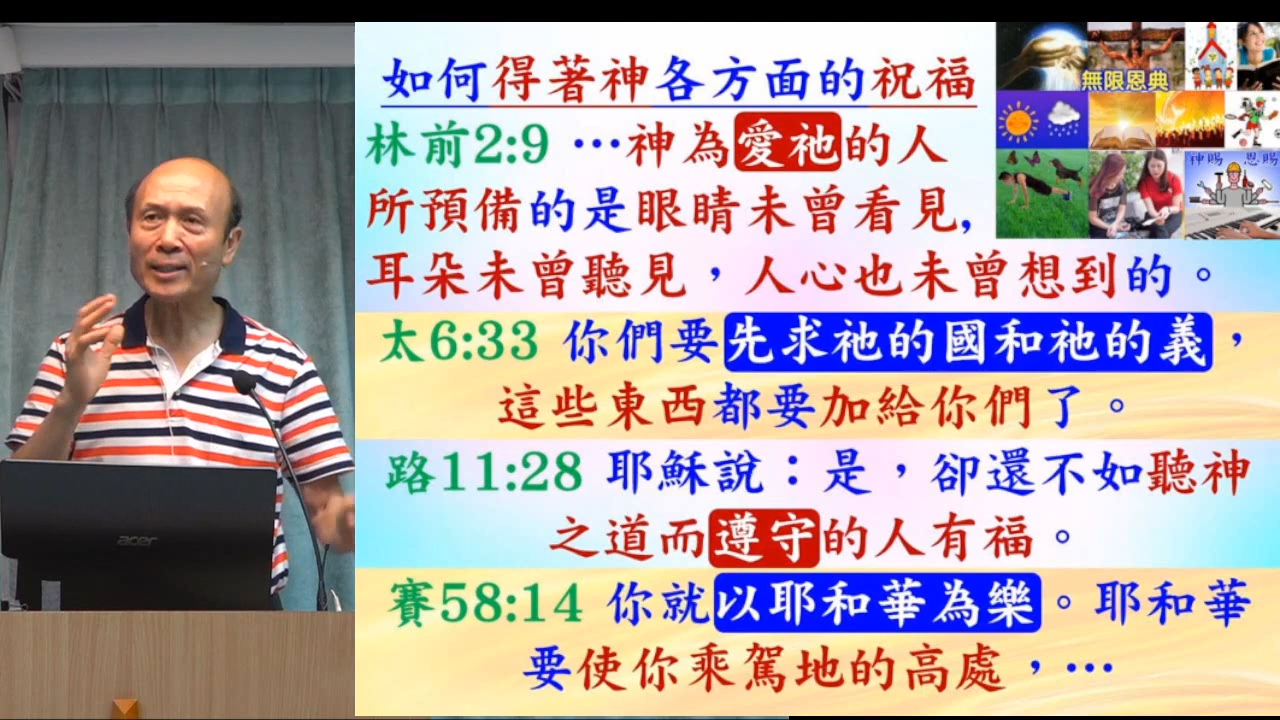 如何得著神各方面的祝福
無限恩典
神賜 恩賜
林前2:9 …神為愛祂的人
所預備的是眼睛未曾看見,
耳朵未曾聽見，人心也未曾想到的。
太6:33 你們要先求祂的國和祂的義，
這些東西都要加給你們了。
路11:28 耶穌說：是，卻還不如聽神
之道而遵守的人有福。
賽58:14 你就以耶和華為樂。耶和華
要使你乘駕地的高處，…
acer